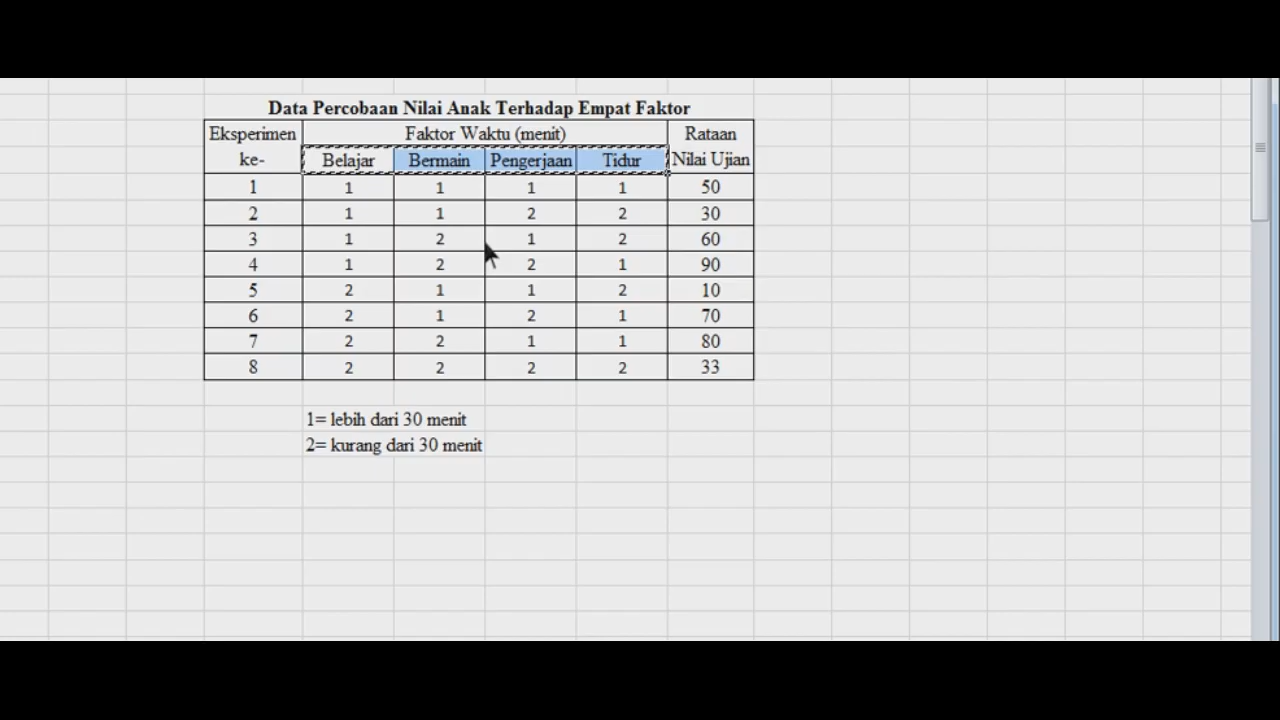 Data Percobaan Nilai Anak Terhadap Empat Faktor
Eksperimen Faktor Waktu (menit) Rataan
ke- Belajar Bermain Pengerjaan Tidur Nilai Ujian
1 1 1 1 1 50
2 1 1 2 2 30
3 1 2 1 2 60
4 1 2 2 1 90
5 2 1 1 2 10
6 2 1 2 1 70
7 2 2 1 1 80
8 2 2 2 2 33
1= lebih dari 30 menit
2= kurang dari 30 menit